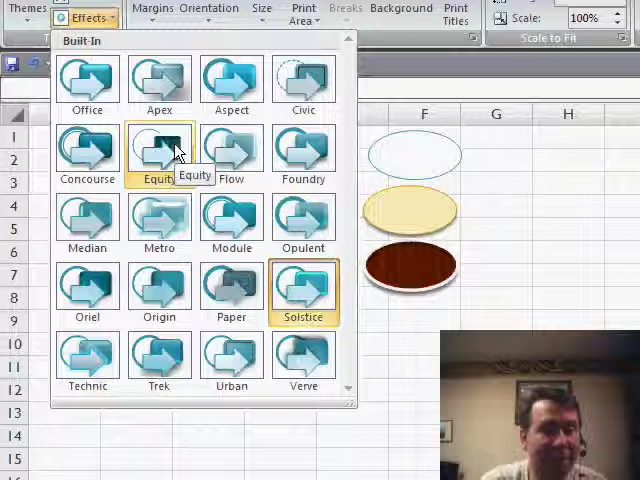 Themes
Effects
Margins Orientation Size Print Area Breaks Background Print Titles
Scale: 100%
Scale to Fit
Built-In
Office Apex Aspect Civic
Concourse Equity Flow Foundry
Equity
Median Metro Module Opulent
Oriel Origin Paper Solstice
Technic Trek Urban Verve
F G H
1
2
3
4
5
6
7
8
9
10
11
12
13
14
15